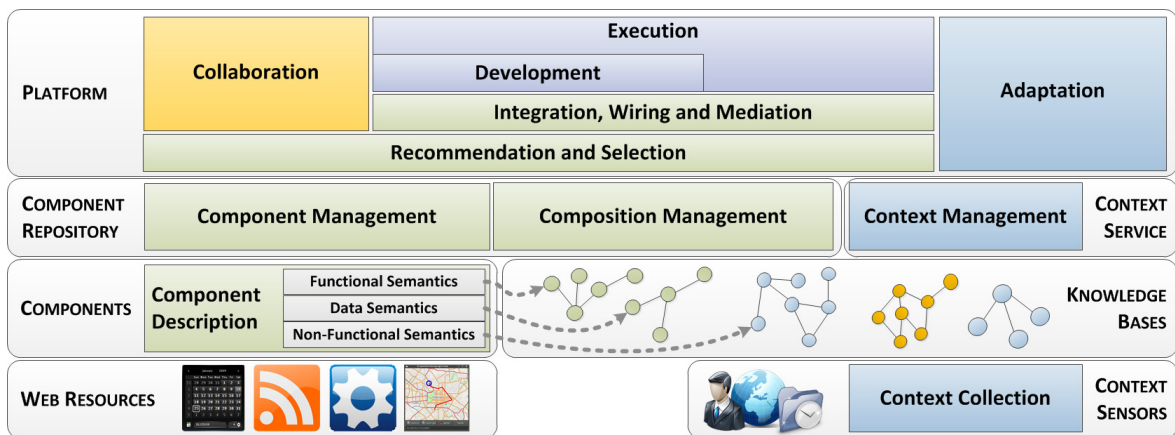 PLATFORM
Collaboration
Execution
Development
Integration, Wiring and Mediation
Recommendation and Selection
Adaptation
COMPONENT
REPOSITORY
Component Management
Composition Management
Context Management
CONTEXT
SERVICE
COMPONENTS
Component
Description
Functional Semantics
Data Semantics
Non-Functional Semantics
KNOWLEDGE
BASES
WEB RESOURCES
Context Collection
CONTEXT
SENSORS